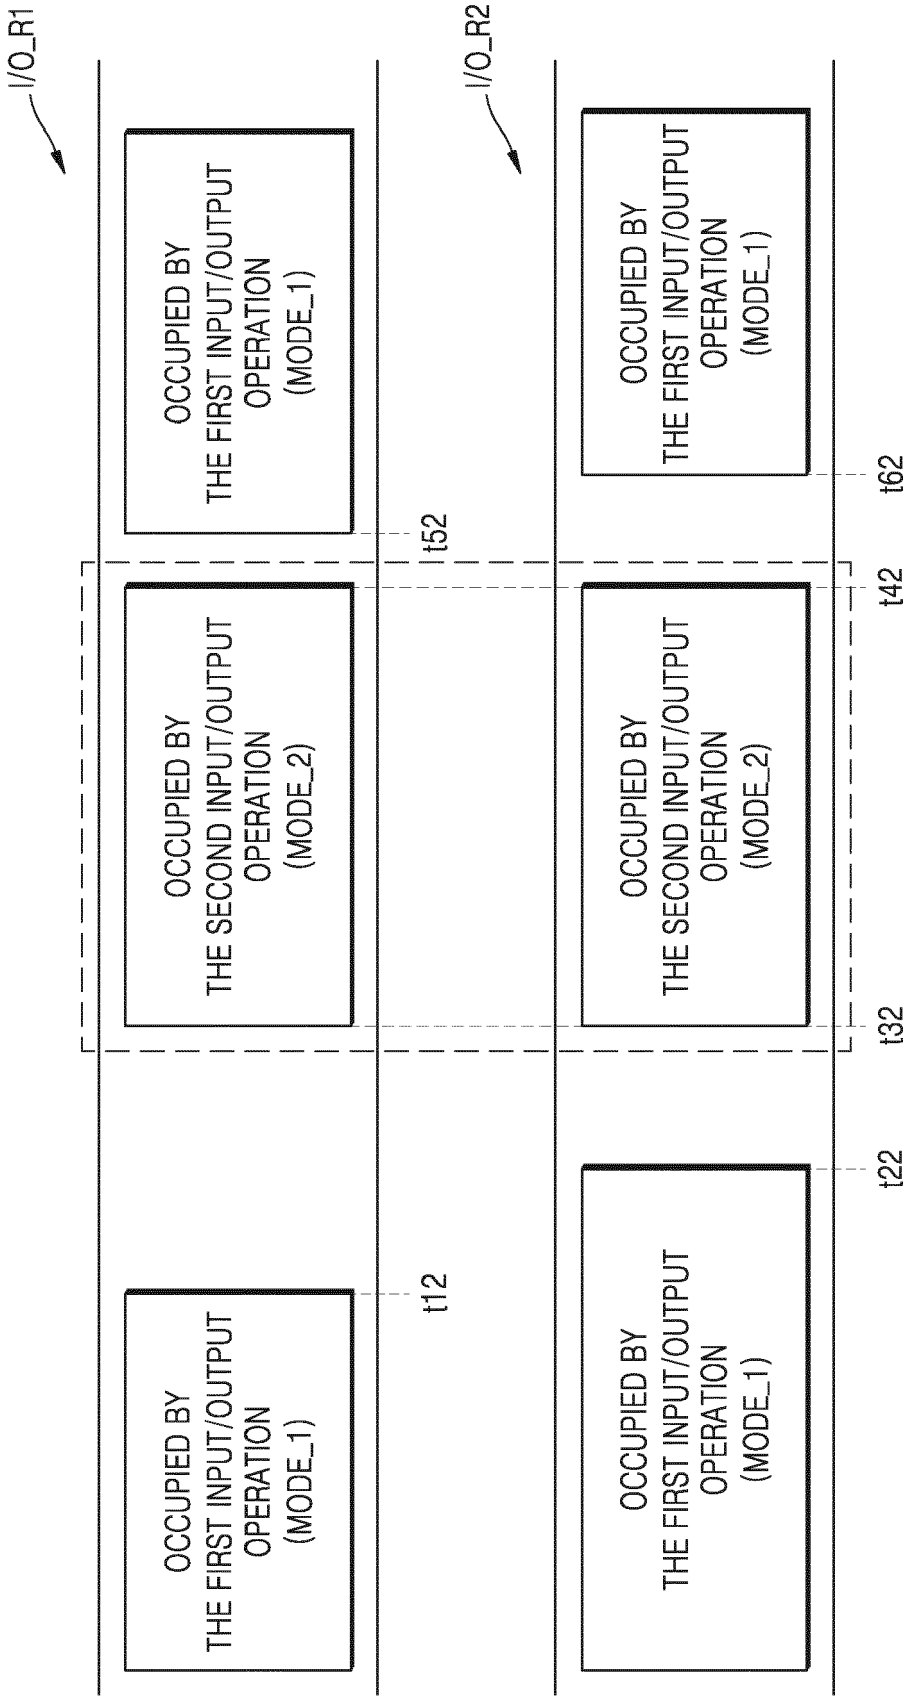 I/O_R1
OCCUPIED BY
THE FIRST INPUT/OUTPUT
OPERATION
(MODE_1)
OCCUPIED BY
THE SECOND INPUT/OUTPUT
OPERATION
(MODE_2)
OCCUPIED BY
THE FIRST INPUT/OUTPUT
OPERATION
(MODE_1)
t12
t52
I/O_R2
OCCUPIED BY
THE FIRST INPUT/OUTPUT
OPERATION
(MODE_1)
OCCUPIED BY
THE SECOND INPUT/OUTPUT
OPERATION
(MODE_2)
OCCUPIED BY
THE FIRST INPUT/OUTPUT
OPERATION
(MODE_1)
t22
t32
t42
t62